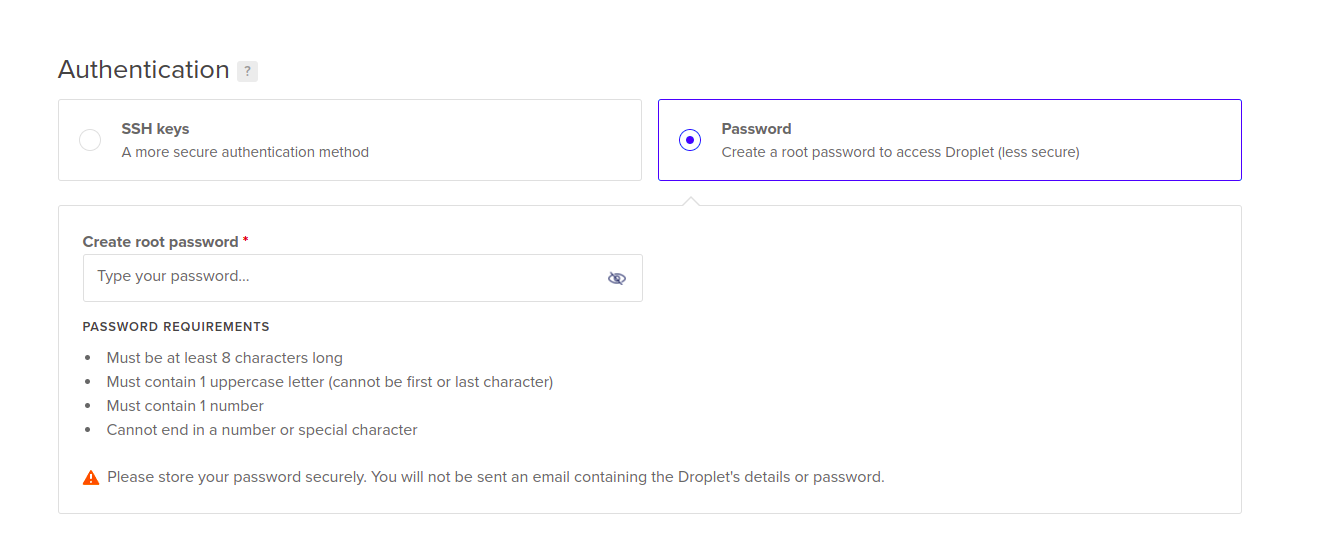 Authentication ?
SSH keys
A more secure authentication method
Password
Create a root password to access Droplet (less secure)
Create root password *
Type your password...
PASSWORD REQUIREMENTS
• Must be at least 8 characters long
• Must contain 1 uppercase letter (cannot be first or last character)
• Must contain 1 number
• Cannot end in a number or special character
Please store your password securely. You will not be sent an email containing the Droplet's details or password.